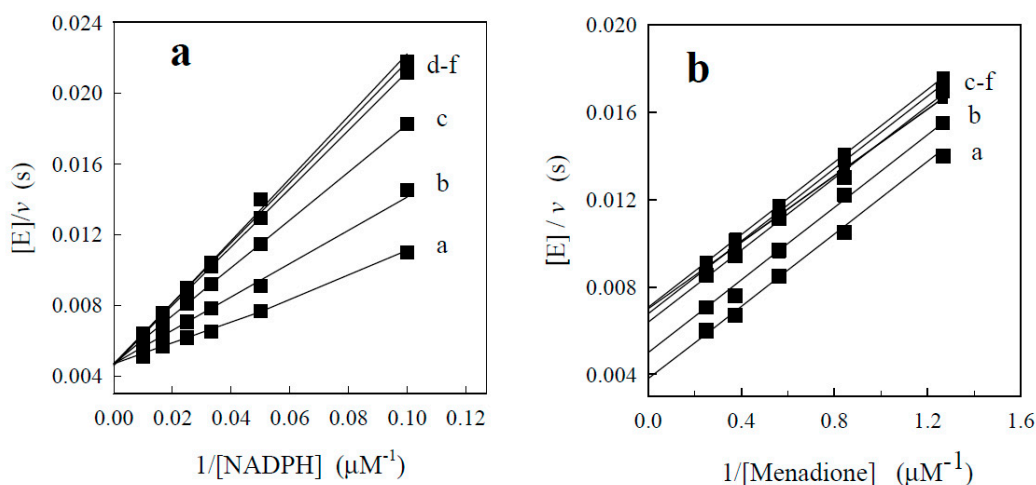 a
0.024
0.020
0.016
0.012
0.008
0.004
[E]/v (s)
d-f
c
b
a
0.00 0.02 0.04 0.06 0.08 0.10 0.12
1/[NADPH] (μM⁻¹)
b
0.020
0.016
0.012
0.008
0.004
[E] / v (s)
c-f
b
a
0.0 0.4 0.8 1.2 1.6
1/[Menadione] (μM⁻¹)